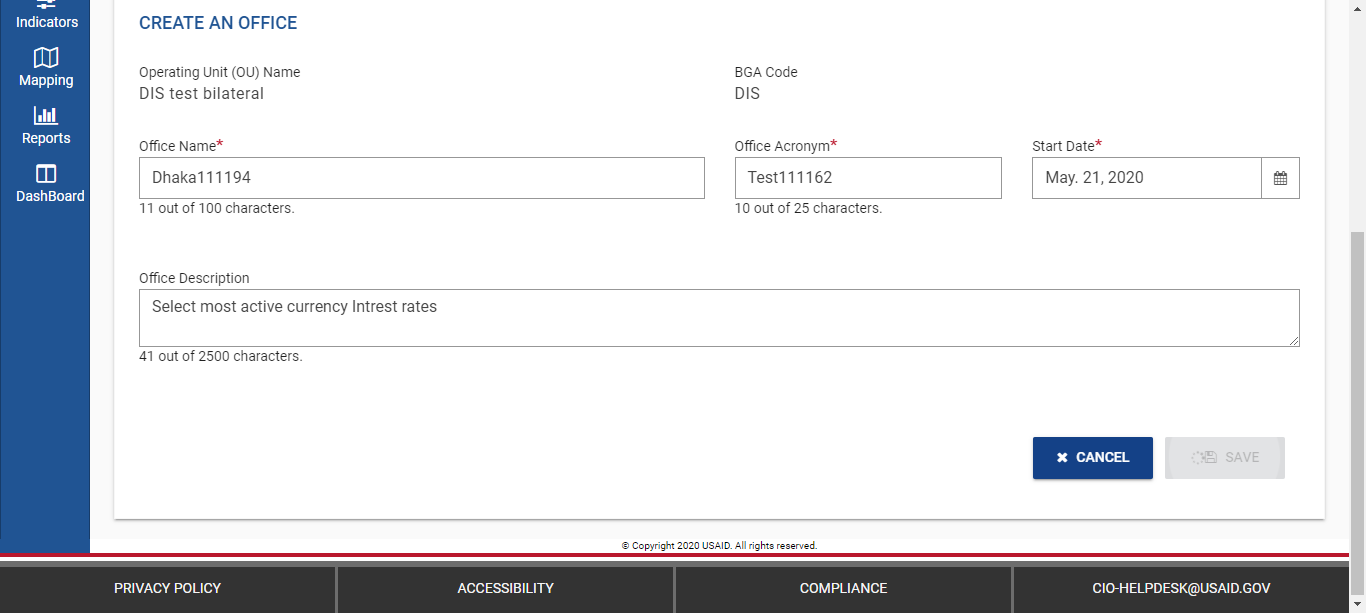 Indicators
Mapping
Reports
DashBoard
CREATE AN OFFICE
Operating Unit (OU) Name
DIS test bilateral
BGA Code
DIS
Office Name*
Dhaka111194
11 out of 100 characters.
Office Acronym*
Test111162
10 out of 25 characters.
Start Date*
May. 21, 2020
Office Description
Select most active currency Intrest rates
41 out of 2500 characters.
CANCEL
SAVE
© Copyright 2020 USAID. All rights reserved.
PRIVACY POLICY
ACCESSIBILITY
COMPLIANCE
CIO-HELPDESK@USAID.GOV